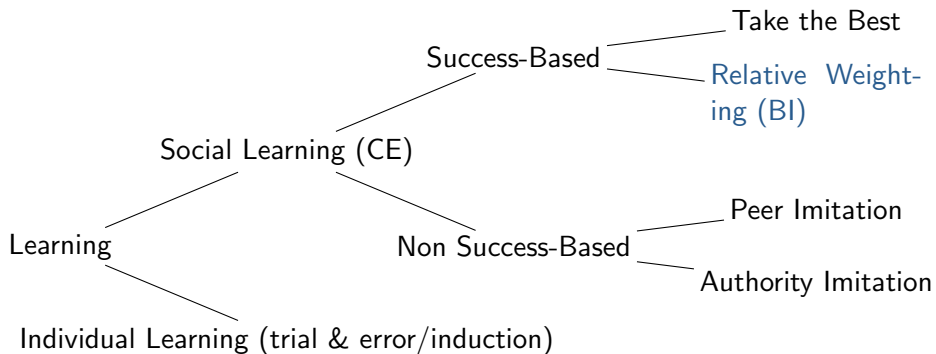 Take the Best
Success-Based
Relative Weight-
ing (BI)
Social Learning (CE)
Peer Imitation
Learning
Non Success-Based
Authority Imitation
Individual Learning (trial & error/induction)